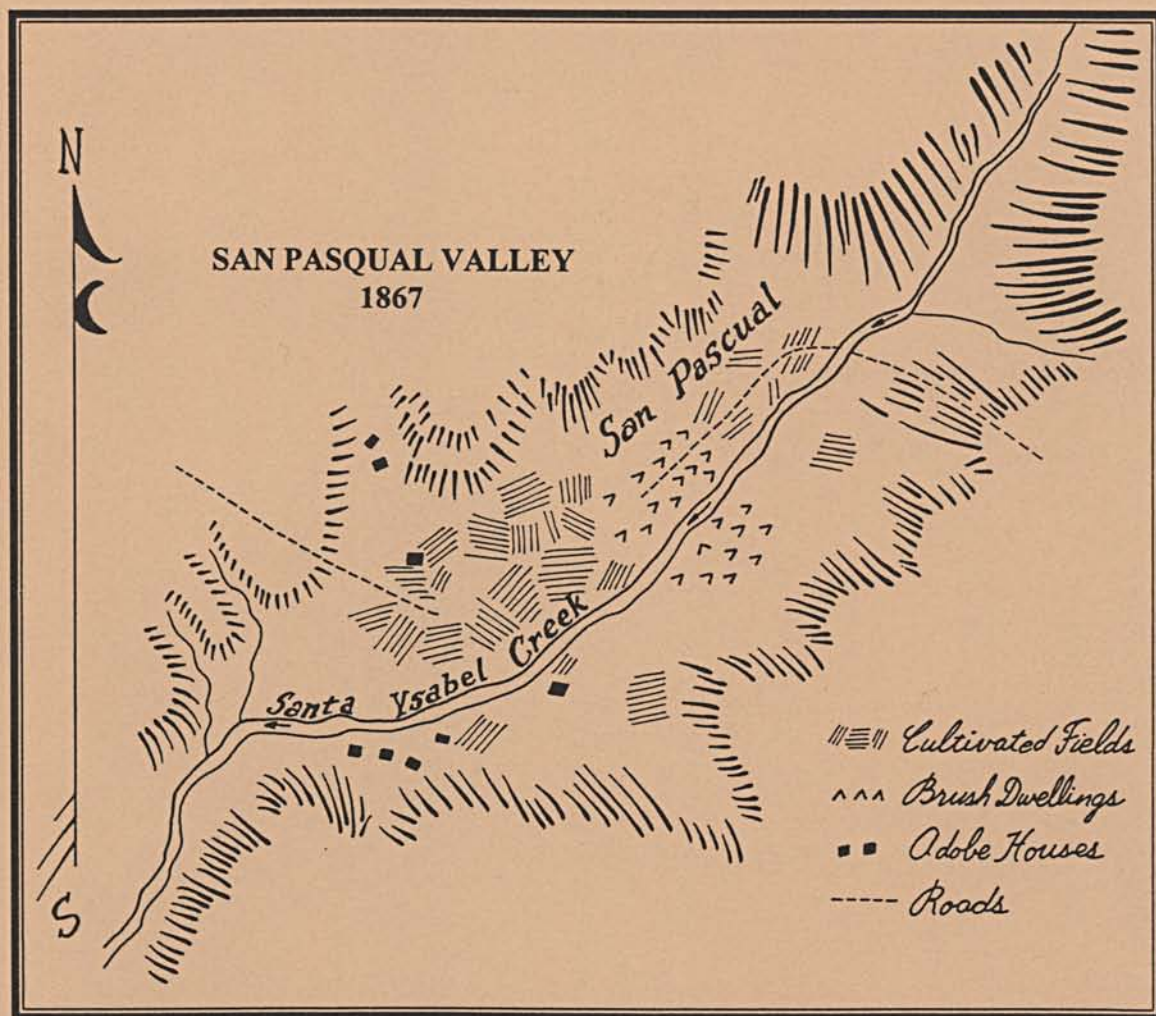 N
SAN PASQUAL VALLEY
1867
San Pascual
Santa Ysabel Creek
Cultivated Fields
Brush Dwellings
Adobe Houses
Roads
S